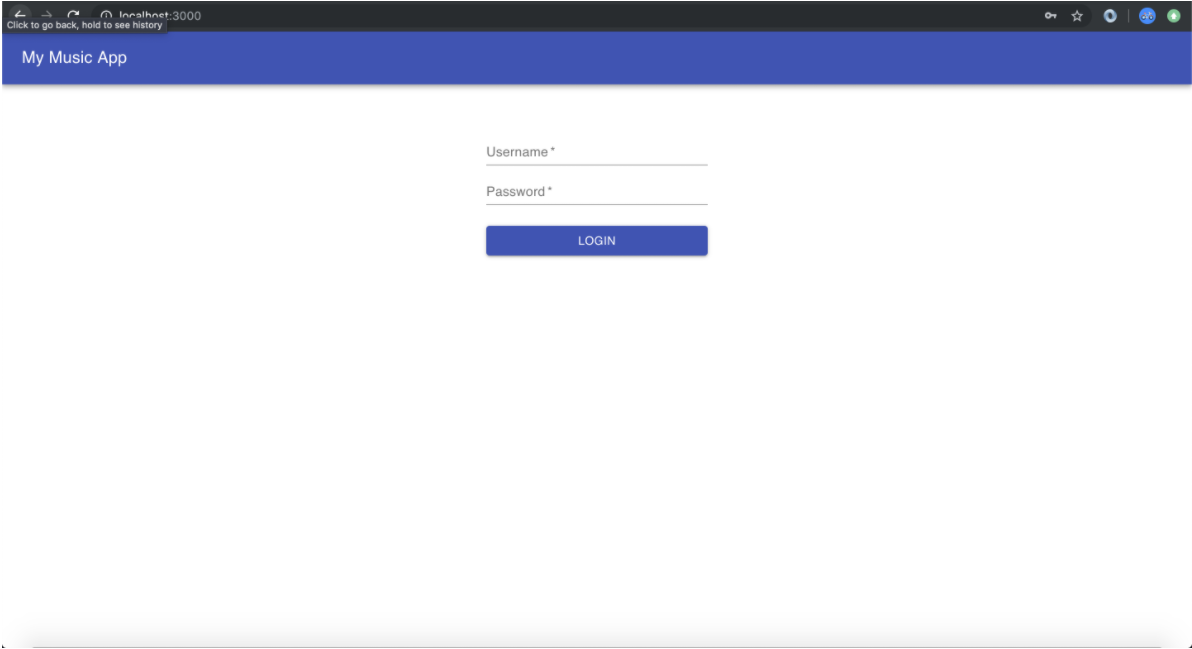 localhost:3000
Click to go back, hold to see history
My Music App
Username *
Password *
LOGIN